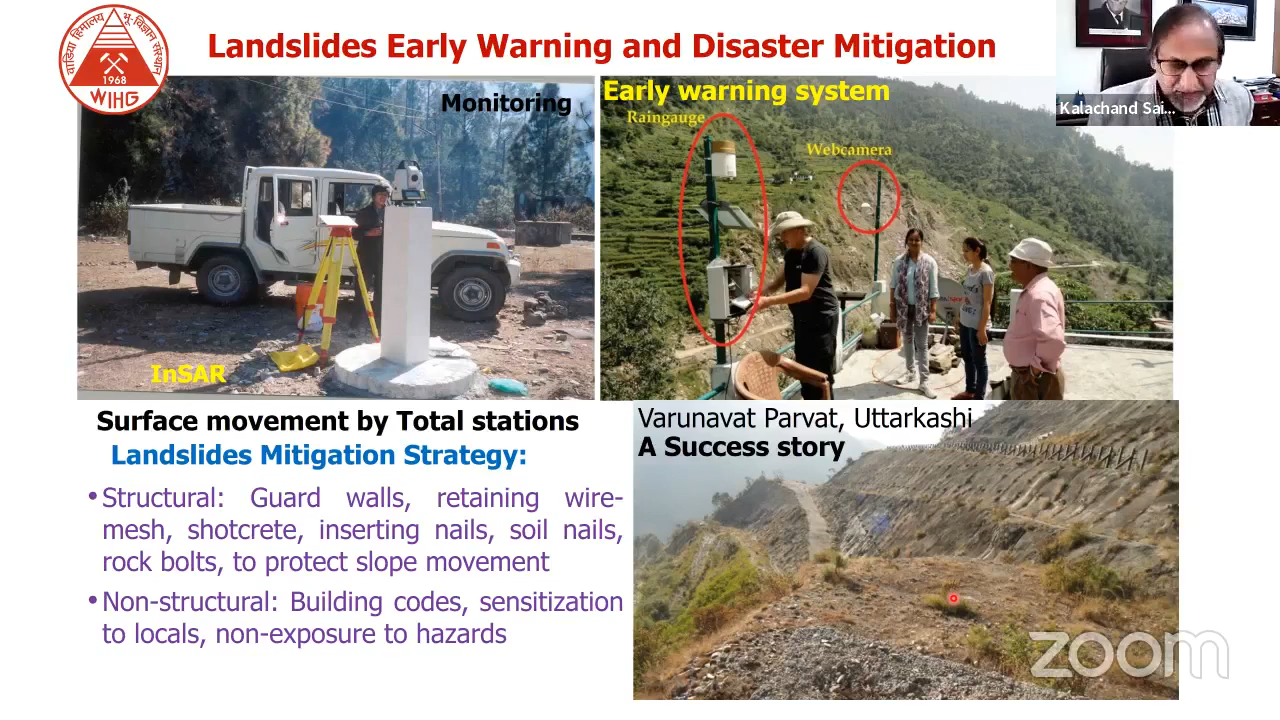 वाडिया हिमालय भू-विज्ञान संस्थान
1968
WIHG
Landslides Early Warning and Disaster Mitigation
Monitoring
InSAR
Early warning system
Raingauge
Webcamera
Kalachand Sai...
Surface movement by Total stations
Landslides Mitigation Strategy:
•Structural: Guard walls, retaining wire-
mesh, shotcrete, inserting nails, soil nails,
rock bolts, to protect slope movement
•Non-structural: Building codes, sensitization
to locals, non-exposure to hazards
Varunavat Parvat, Uttarkashi
A Success story
zoom